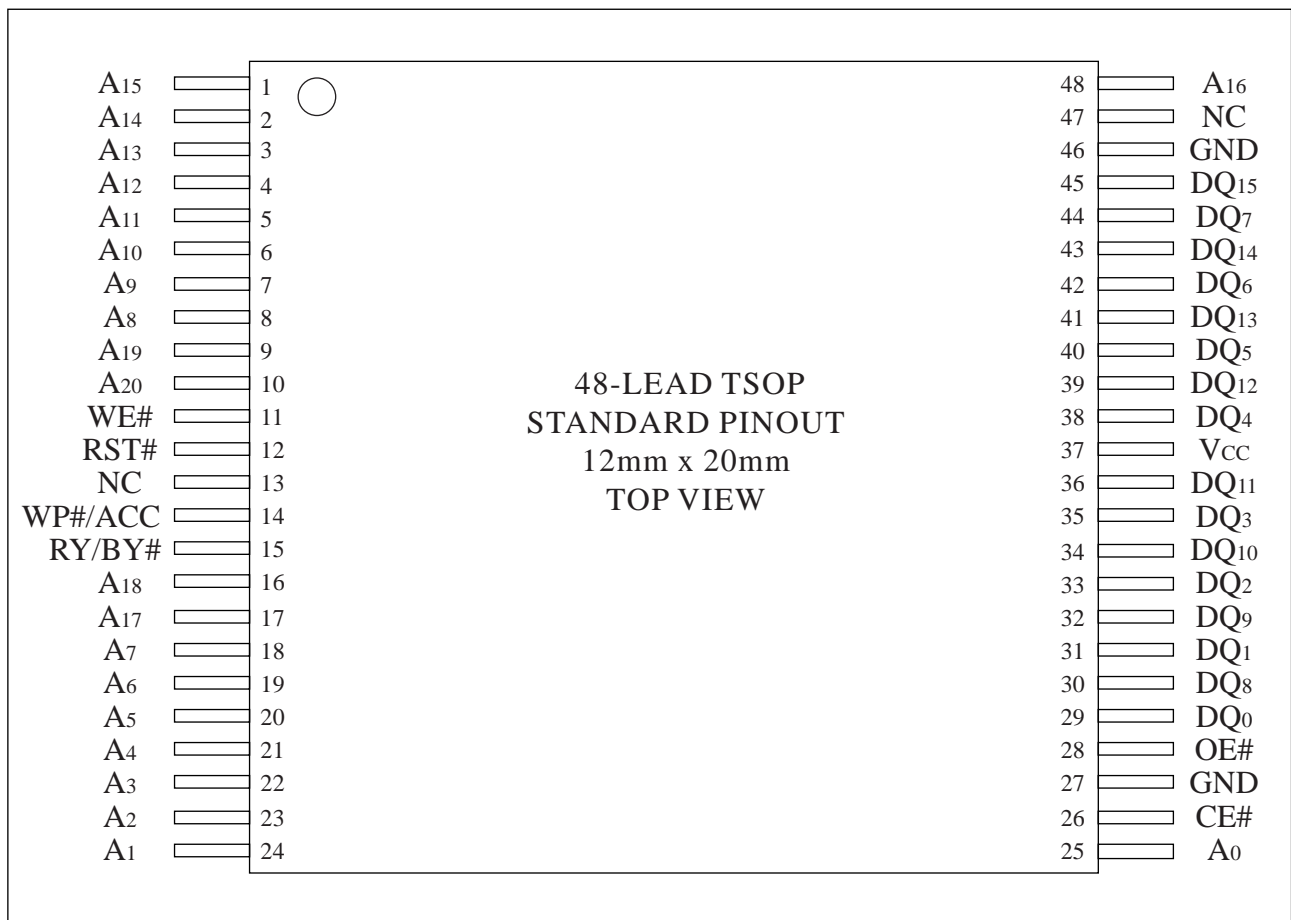 A15 1 48 A16
A14 2 47 NC
A13 3 46 GND
A12 4 45 DQ15
A11 5 44 DQ7
A10 6 43 DQ14
A9 7 42 DQ6
A8 8 41 DQ13
A19 9 40 DQ5
A20 10 39 DQ12
WE# 11 38 DQ4
RST# 12 37 VCC
NC 13 36 DQ11
WP#/ACC 14 35 DQ3
RY/BY# 15 34 DQ10
A18 16 33 DQ2
A17 17 32 DQ9
A7 18 31 DQ1
A6 19 30 DQ8
A5 20 29 DQ0
A4 21 28 OE#
A3 22 27 GND
A2 23 26 CE#
A1 24 25 A0
48-LEAD TSOP
STANDARD PINOUT
12mm x 20mm
TOP VIEW